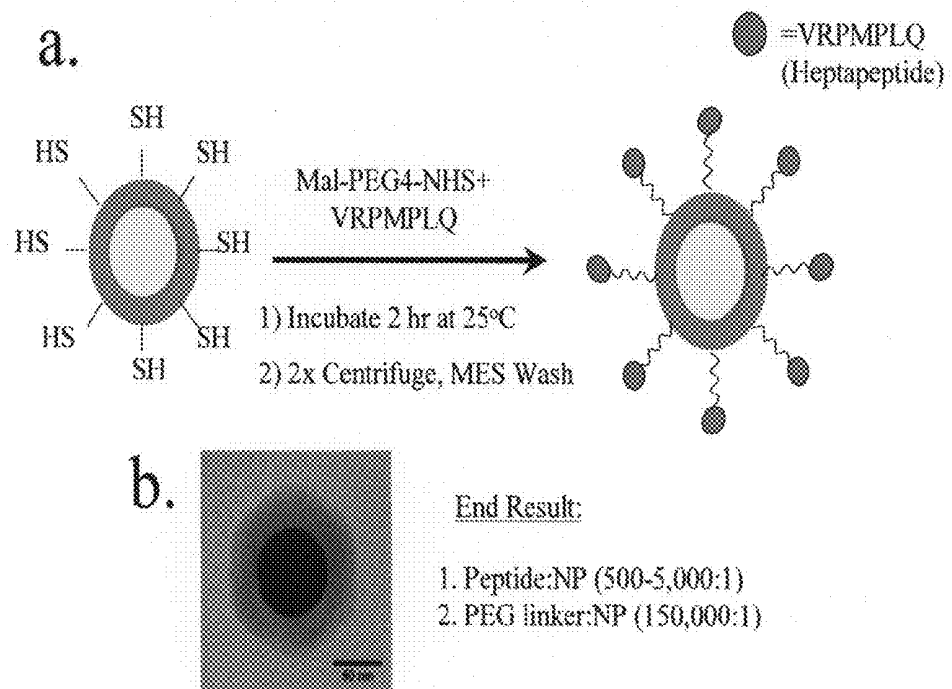 a.
=VRPMPLQ
(Heptapeptide)
SH
HS
SH
HS
SH
HS
SH
SH
Mal-PEG4-NHS+
VRPMPLQ
1) Incubate 2 hr at 25°C
2) 2x Centrifuge, MES Wash
b.
End Result:
1. Peptide:NP (500-5,000:1)
2. PEG linker:NP (150,000:1)